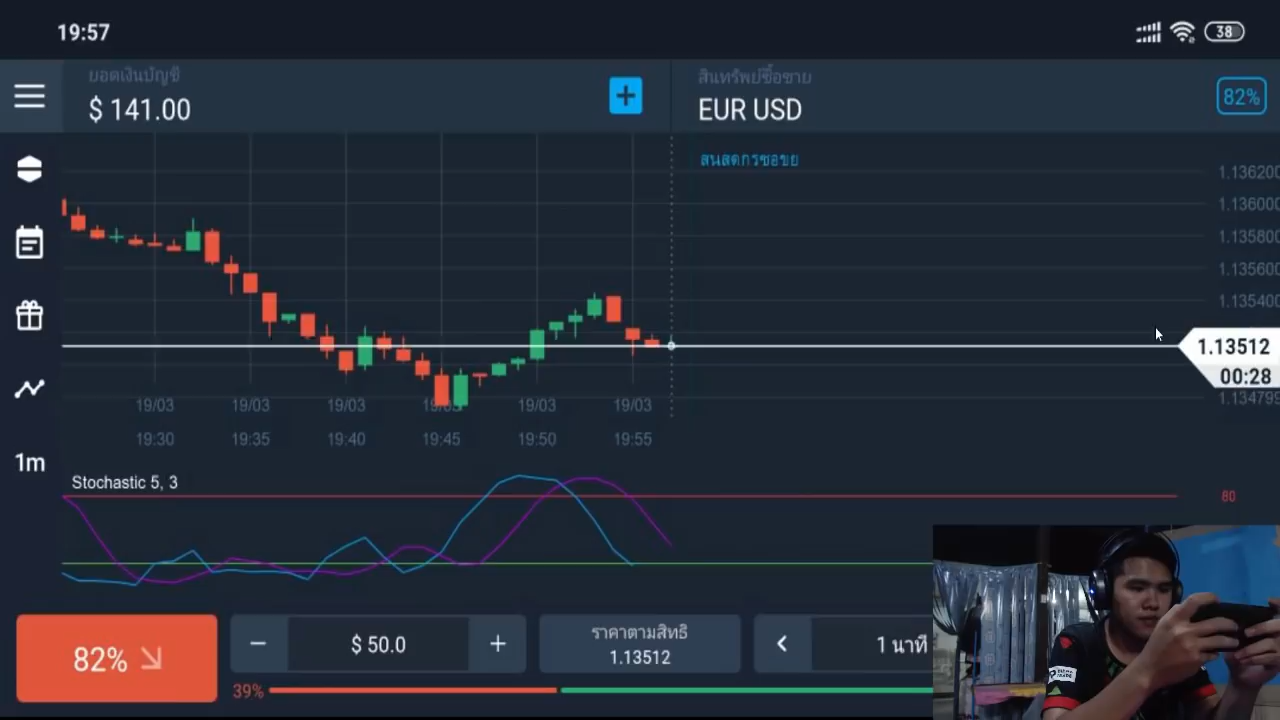 19:57
38
ยอดเงินบัญชี
$ 141.00
สินทรัพย์ซื้อขาย
EUR USD
82%
1.136200
1.136000
1.135800
1.135600
1.135400
1.13512
00:28
1.134799
19/03 19/03 19/03 19/03 19/03 19/03
19:30 19:35 19:40 19:45 19:50 19:55
1m
Stochastic 5, 3
80
82%
$ 50.0
ราคาตามสิทธิ
1.13512
1 นาที
39%